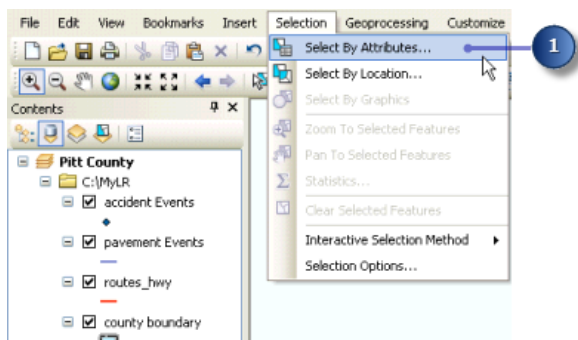 File Edit View Bookmarks Insert Selection Geoprocessing Customize
Select By Attributes...
1
Select By Location...
Select By Graphics
Zoom To Selected Features
Pan To Selected Features
Statistics...
Clear Selected Features
Interactive Selection Method
Selection Options...
Contents
Pitt County
C:\MyLR
accident Events
pavement Events
routes_hwy
county boundary